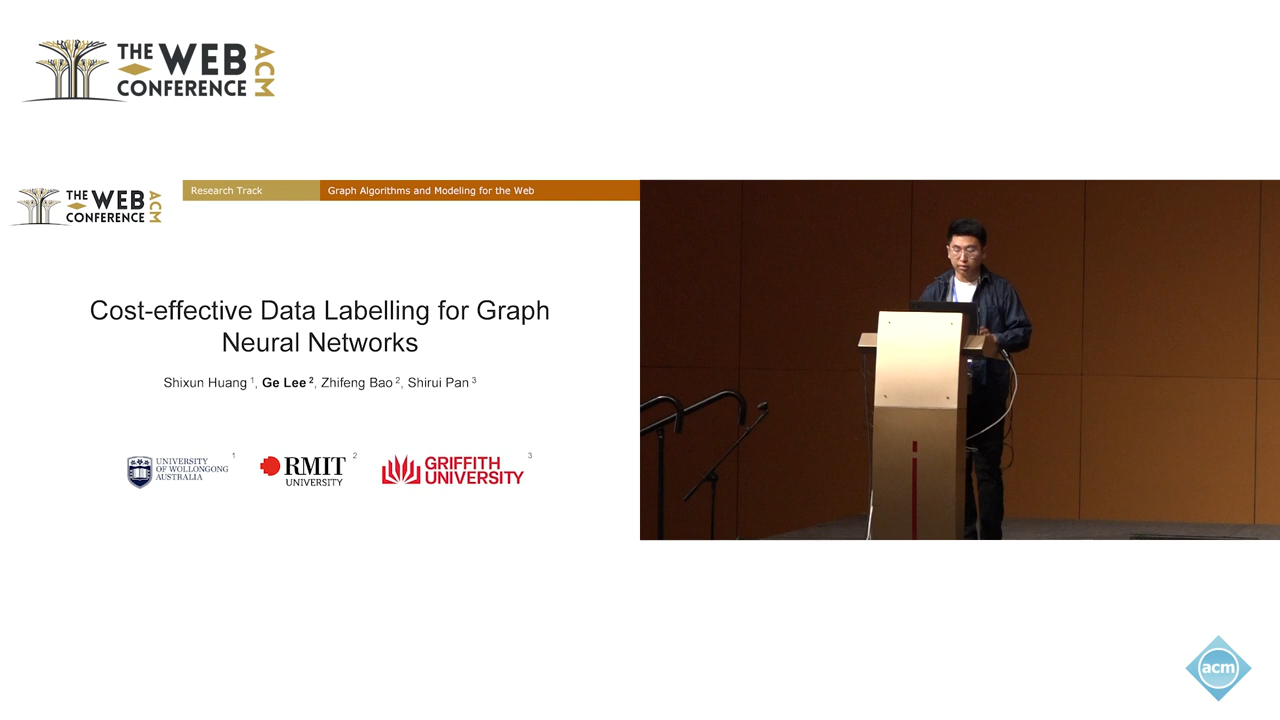 THE WEB
CONFERENCE
ACM
THE WEB
CONFERENCE
ACM
Research Track
Graph Algorithms and Modeling for the Web
Cost-effective Data Labelling for Graph
Neural Networks
Shixun Huang 1, Ge Lee 2, Zhifeng Bao 2, Shirui Pan 3
UNIVERSITY
OF WOLLONGONG
AUSTRALIA
1
RMIT
UNIVERSITY
2
GRIFFITH
UNIVERSITY
3
acm